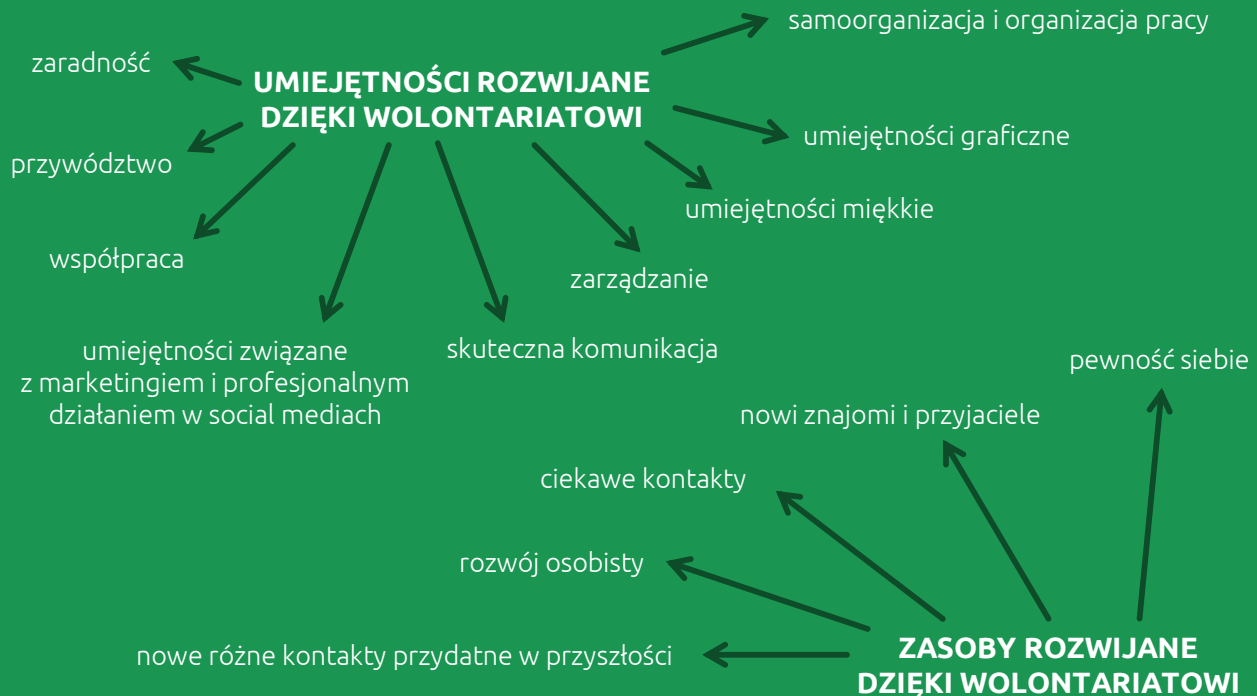 samoorganizacja i organizacja pracy
zaradność
UMIEJĘTNOŚCI ROZWIJANE
DZIĘKI WOLONTARIATOWI
umiejętności graficzne
przywództwo
umiejętności miękkie
współpraca
zarządzanie
umiejętności związane
z marketingiem i profesjonalnym
działaniem w social mediach
skuteczna komunikacja
pewność siebie
nowi znajomi i przyjaciele
ciekawe kontakty
rozwój osobisty
nowe różne kontakty przydatne w przyszłości
ZASOBY ROZWIJANE
DZIĘKI WOLONTARIATOWI